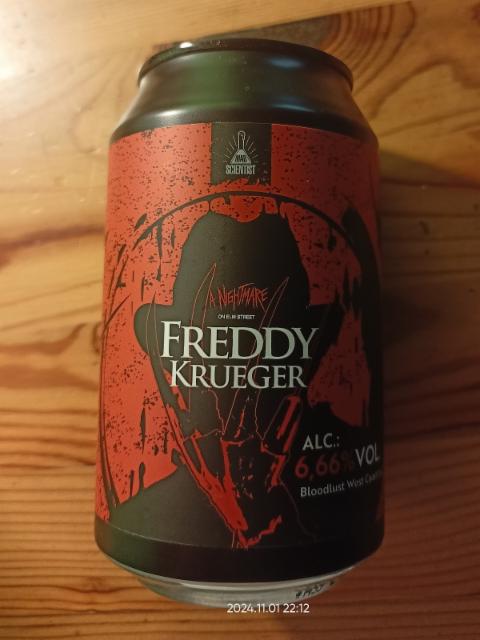 MAD
SCIENTIST
A NIGHTMARE
ON ELM STREET
FREDDY
KRUEGER
ALC.:
6,66% VOL
Bloodlust West
2024.11.01 22:12